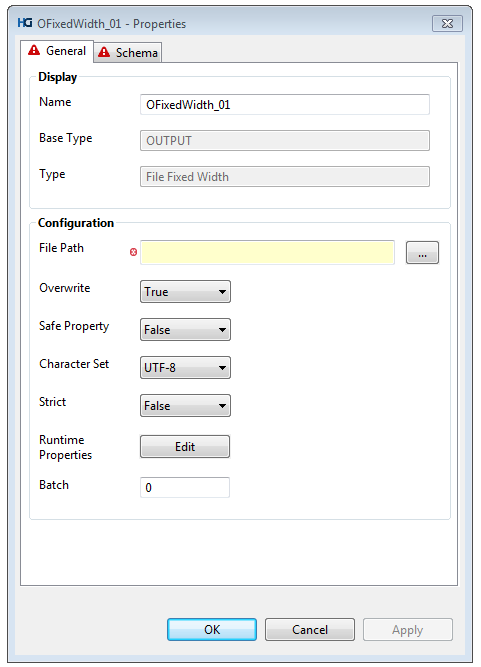 HG OFixedWidth_01 - Properties
General Schema
Display
Name OFixedWidth_01
Base Type OUTPUT
Type File Fixed Width
Configuration
File Path ...
Overwrite True
Safe Property False
Character Set UTF-8
Strict False
Runtime
Properties Edit
Batch 0
OK Cancel Apply